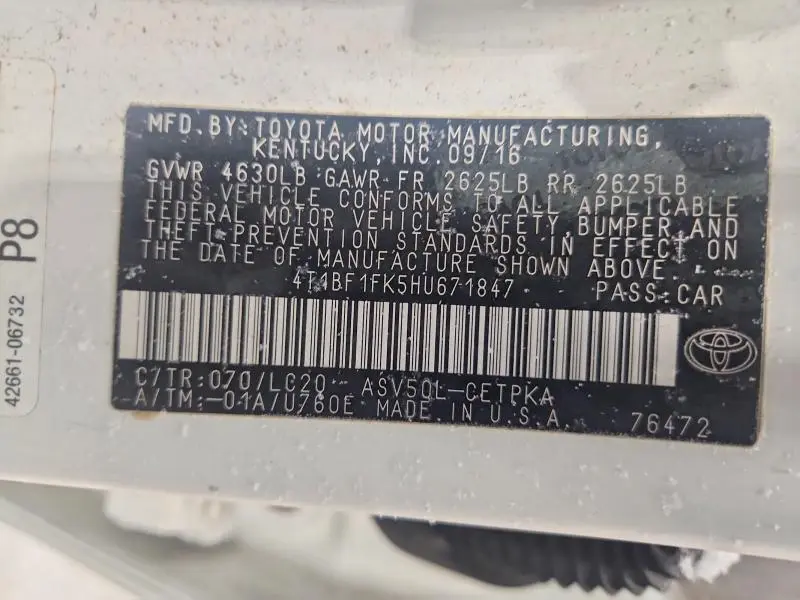 MFD. BY: TOYOTA MOTOR MANUFACTURING,
KENTUCKY, INC. 09/16
GVWR 4630LB GAWR FR 2625LB RR 2625LB
THIS VEHICLE CONFORMS TO ALL APPLICABLE
FEDERAL MOTOR VEHICLE SAFETY, BUMPER, AND
THEFT PREVENTION STANDARDS IN EFFECT ON
THE DATE OF MANUFACTURE SHOWN ABOVE.
4T1BF1FK5HU671847 PASS. CAR
C/TR: 070/LC20 ASV50L-CETPKA
A/TM: -01A/U760E MADE IN U.S.A. 76472
42661-06732 P8